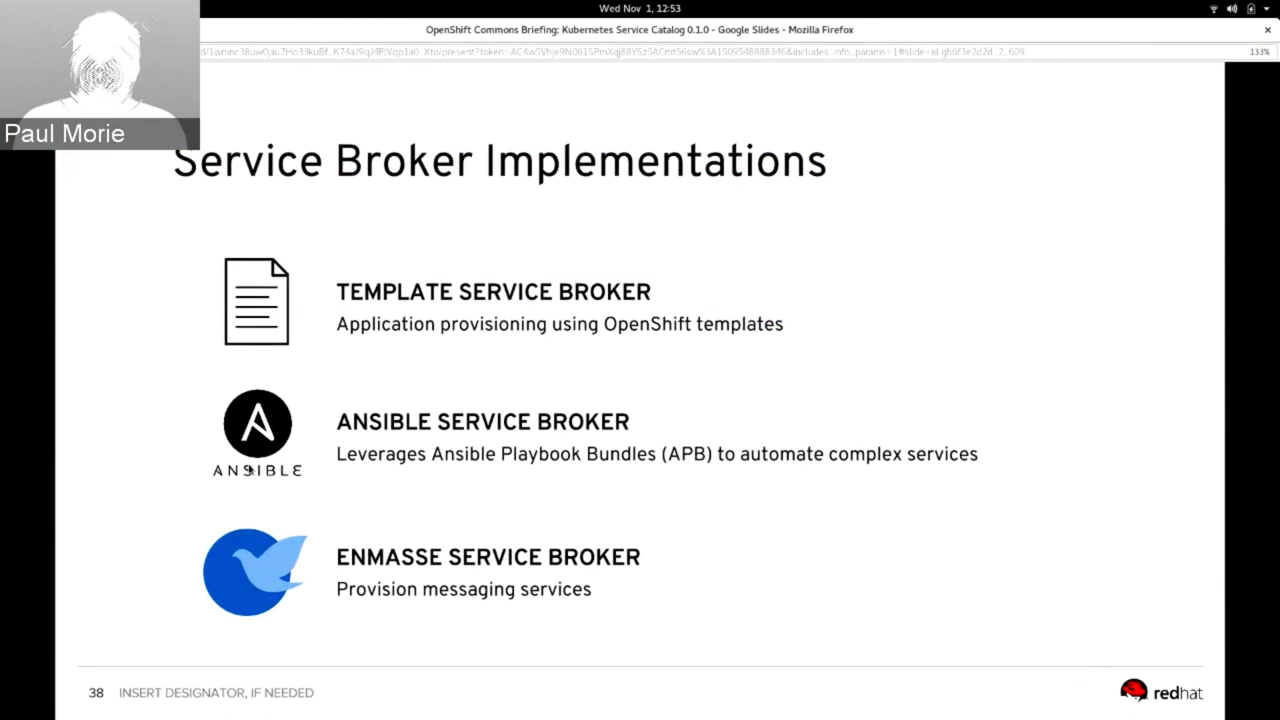 Wed Nov 1, 12:53
OpenShift Commons Briefing: Kubernetes Service Catalog 0.1.0 - Google Slides - Mozilla Firefox
133%
Paul Morie
Service Broker Implementations
TEMPLATE SERVICE BROKER
Application provisioning using OpenShift templates
ANSIBLE
ANSIBLE SERVICE BROKER
Leverages Ansible Playbook Bundles (APB) to automate complex services
ENMASSE SERVICE BROKER
Provision messaging services
38 INSERT DESIGNATOR, IF NEEDED
redhat